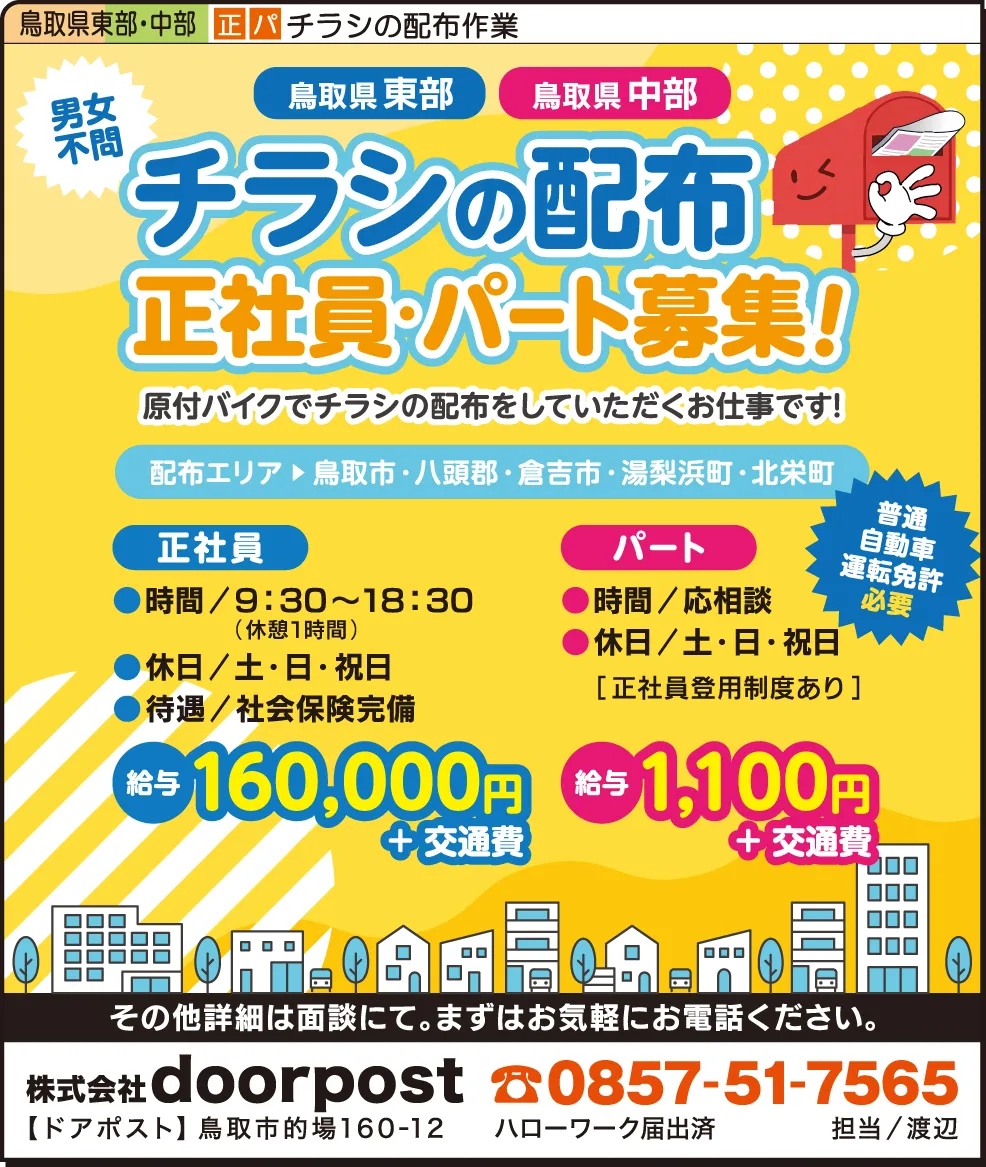 鳥取県東部・中部 正 パ チラシの配布作業
男女
不問
鳥取県 東部 鳥取県 中部
チラシの配布
正社員・パート募集!
原付バイクでチラシの配布をしていただくお仕事です!
配布エリア▶鳥取市・八頭郡・倉吉市・湯梨浜町・北栄町
普通
自動車
運転免許
必要
正社員
●時間/9:30〜18:30
(休憩1時間)
●休日/土・日・祝日
●待遇/社会保険完備
給与 160,000円
+ 交通費
パート
●時間/応相談
●休日/土・日・祝日
[正社員登用制度あり]
給与 1,100円
+ 交通費
その他詳細は面談にて。まずはお気軽にお電話ください。
株式会社doorpost ☎0857-51-7565
【ドアポスト】鳥取市的場160-12 ハローワーク届出済 担当/渡辺